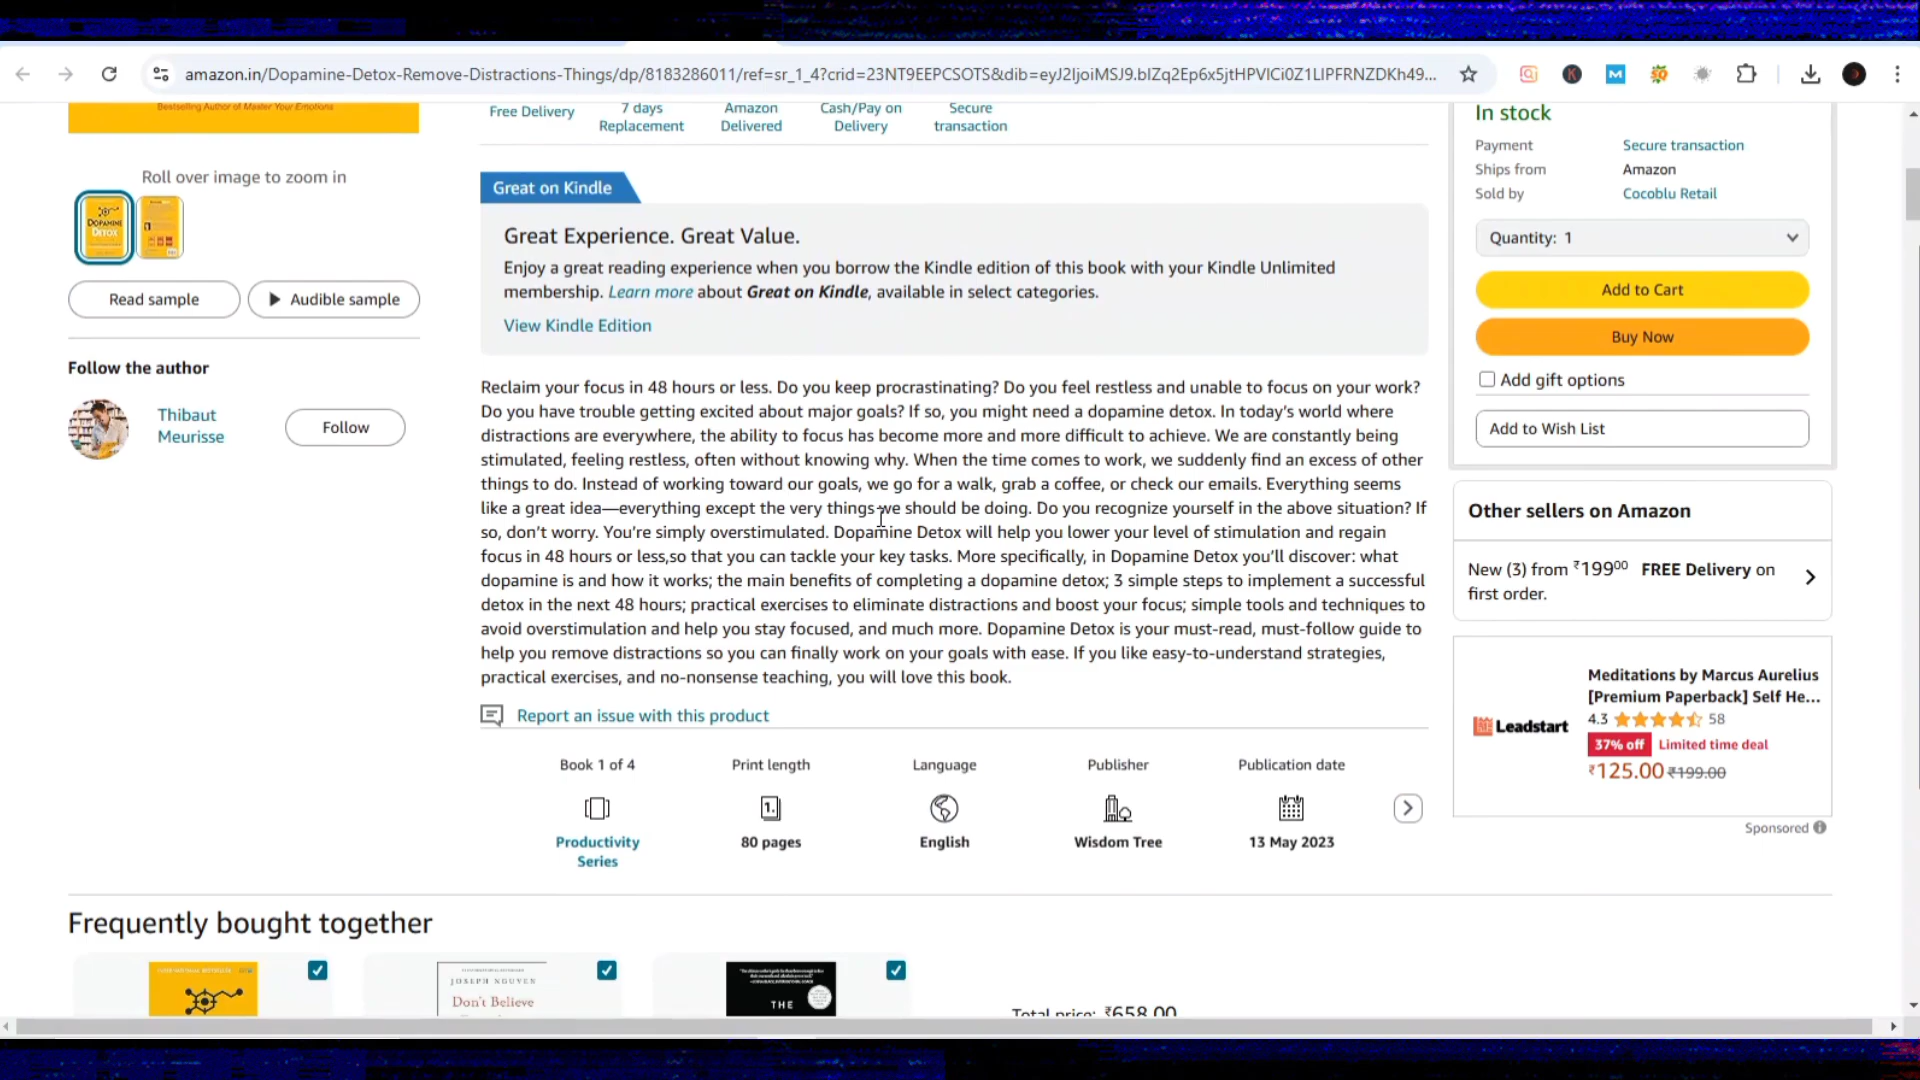 amazon.in/Dopamine-Detox-Remove-Distractions-Things/dp/8183286011/ref=sr_1_4?crid=23NT9EEPCSOTS&dib=eyJ2IjoiMSJ9.bIZq2Ep6x5jtHPVICi0Z1LIPFRNZDKh49...
Bestselling Author of Master Your Emotions
Roll over image to zoom in
DOPAMINE
DETOX
Read sample
Audible sample
Follow the author
Thibaut
Meurisse
Follow
Free Delivery
7 days
Replacement
Amazon
Delivered
Cash/Pay on
Delivery
Secure
transaction
Great on Kindle
Great Experience. Great Value.
Enjoy a great reading experience when you borrow the Kindle edition of this book with your Kindle Unlimited
membership. Learn more about Great on Kindle, available in select categories.
View Kindle Edition
Reclaim your focus in 48 hours or less. Do you keep procrastinating? Do you feel restless and unable to focus on your work?
Do you have trouble getting excited about major goals? If so, you might need a dopamine detox. In today's world where
distractions are everywhere, the ability to focus has become more and more difficult to achieve. We are constantly being
stimulated, feeling restless, often without knowing why. When the time comes to work, we suddenly find an excess of other
things to do. Instead of working toward our goals, we go for a walk, grab a coffee, or check our emails. Everything seems
like a great idea—everything except the very things we should be doing. Do you recognize yourself in the above situation? If
so, don't worry. You're simply overstimulated. Dopamine Detox will help you lower your level of stimulation and regain
focus in 48 hours or less,so that you can tackle your key tasks. More specifically, in Dopamine Detox you'll discover: what
dopamine is and how it works; the main benefits of completing a dopamine detox; 3 simple steps to implement a successful
detox in the next 48 hours; practical exercises to eliminate distractions and boost your focus; simple tools and techniques to
avoid overstimulation and help you stay focused, and much more. Dopamine Detox is your must-read, must-follow guide to
help you remove distractions so you can finally work on your goals with ease. If you like easy-to-understand strategies,
practical exercises, and no-nonsense teaching, you will love this book.
Report an issue with this product
Book 1 of 4
Productivity
Series
Print length
80 pages
Language
English
Publisher
Wisdom Tree
Publication date
13 May 2023
In stock
Payment Secure transaction
Ships from Amazon
Sold by Cocoblu Retail
Quantity: 1
Add to Cart
Buy Now
Add gift options
Add to Wish List
Other sellers on Amazon
New (3) from ₹199⁰⁰ FREE Delivery on
first order.
Leadstart
Meditations by Marcus Aurelius
[Premium Paperback] Self He...
4.3 58
37% off Limited time deal
₹125.00 ₹199.00
Sponsored
Frequently bought together
JOSEPH NGUYEN
Don't Believe
THE
Total price: ₹658.00